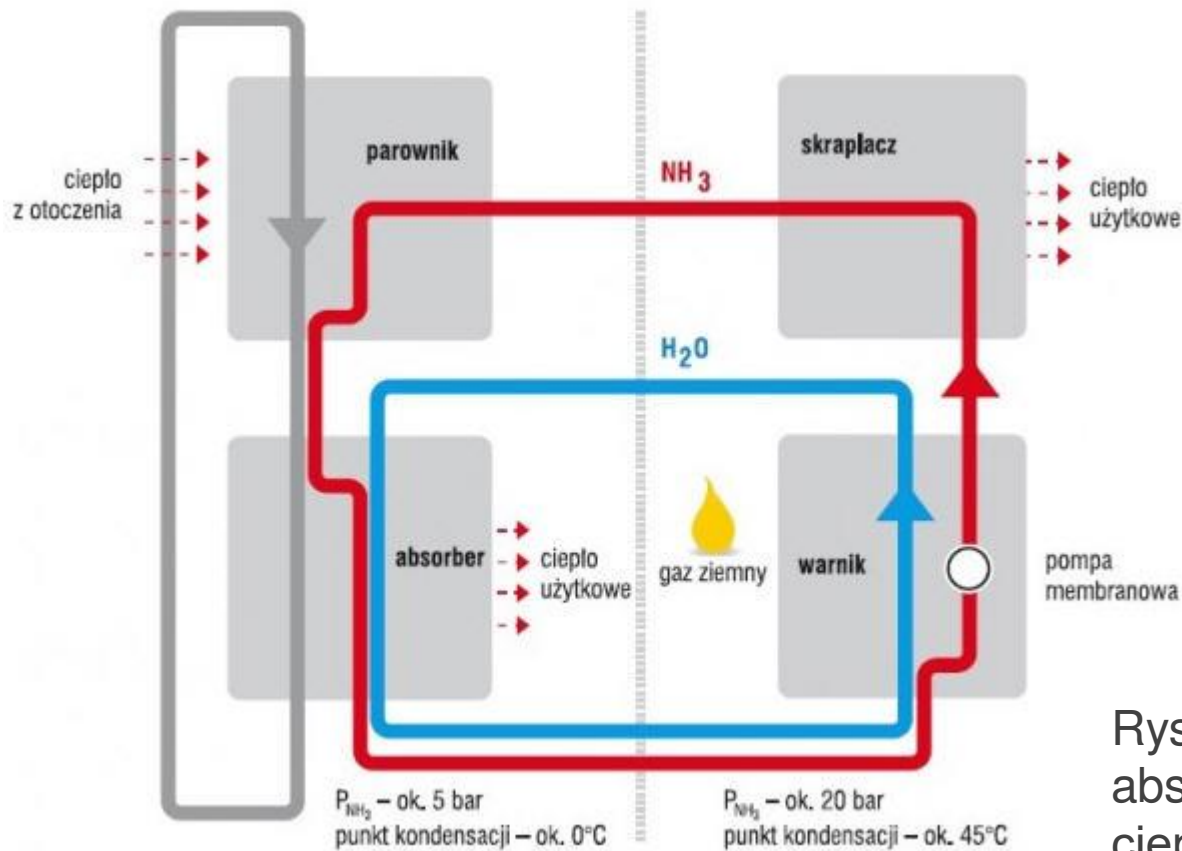 parownik
skraplacz
NH3
ciepło
z otoczenia
ciepło
użytkowe
H2O
absorber
ciepło
użytkowe
gaz ziemny
warnik
pompa
membranowa
PNH3 – ok. 5 bar
punkt kondensacji – ok. 0°C
PNH3 – ok. 20 bar
punkt kondensacji – ok. 45°C
Rys
abs
cier